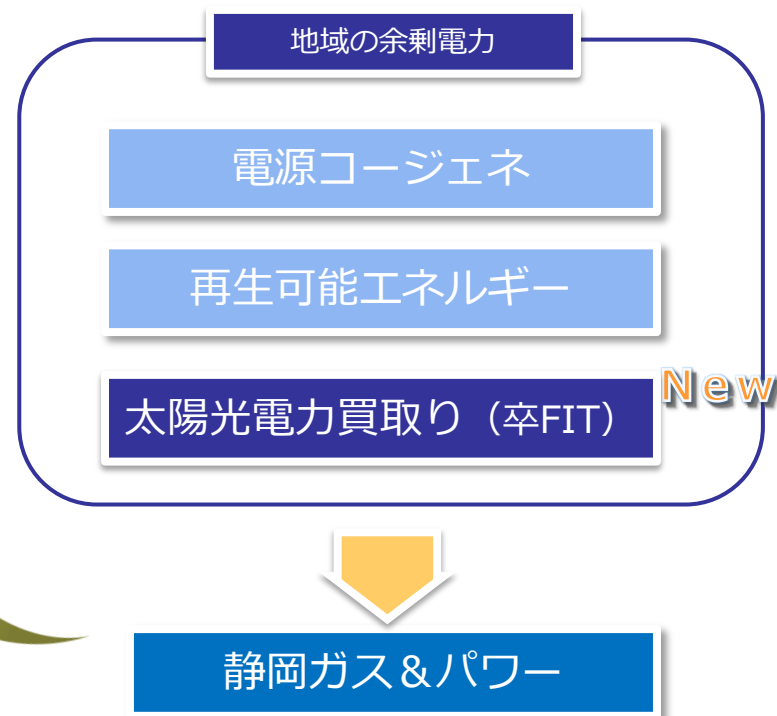 地域の余剰電力
電源コージェネ
再生可能エネルギー
太陽光電力買取り（卒FIT）
New
静岡ガス＆パワー